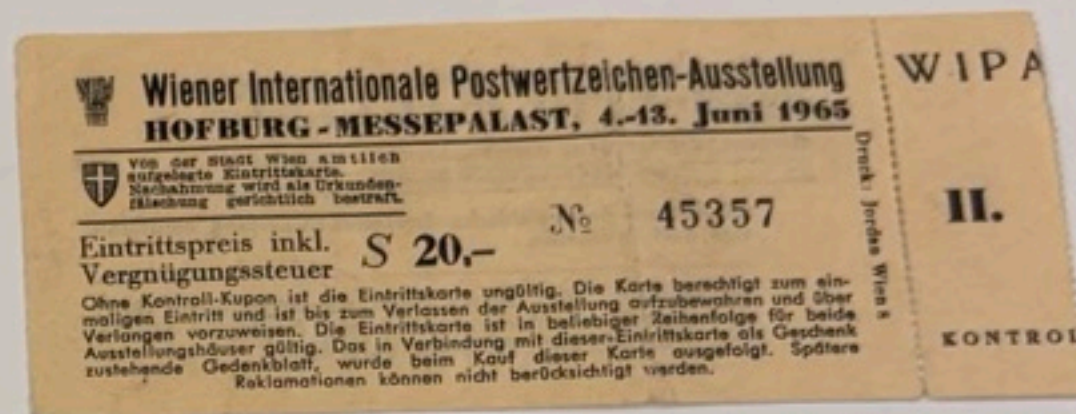 WIPA
Wiener Internationale Postwertzeichen-Ausstellung
HOFBURG - MESSEPALAST, 4.-13. Juni 1965
Von der Stadt Wien amtlich
aufgelegte Eintrittskarte.
Nachahmung wird als Urkunden-
fälschung gerichtlich bestraft.
Nº 45357
Eintrittspreis inkl.
Vergnügungssteuer S 20,–
Ohne Kontroll-Kupon ist die Eintrittskarte ungültig. Die Karte berechtigt zum ein-
maligen Eintritt und ist bis zum Verlassen der Ausstellung aufzubewahren und über
Verlangen vorzuweisen. Die Eintrittskarte ist in beliebiger Reihenfolge für beide
Ausstellungshäuser gültig. Das in Verbindung mit dieser Eintrittskarte als Geschenk
zustehende Gedenkblatt, wurde beim Kauf dieser Karte ausgefolgt. Spätere
Reklamationen können nicht berücksichtigt werden.
Druck: Jordan Wien 8
WIPA
II.
KONTROL